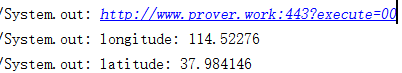 /System.out: http://www.prover.work:443?execute=00
/System.out: longitude: 114.52276
/System.out: latitude: 37.984146